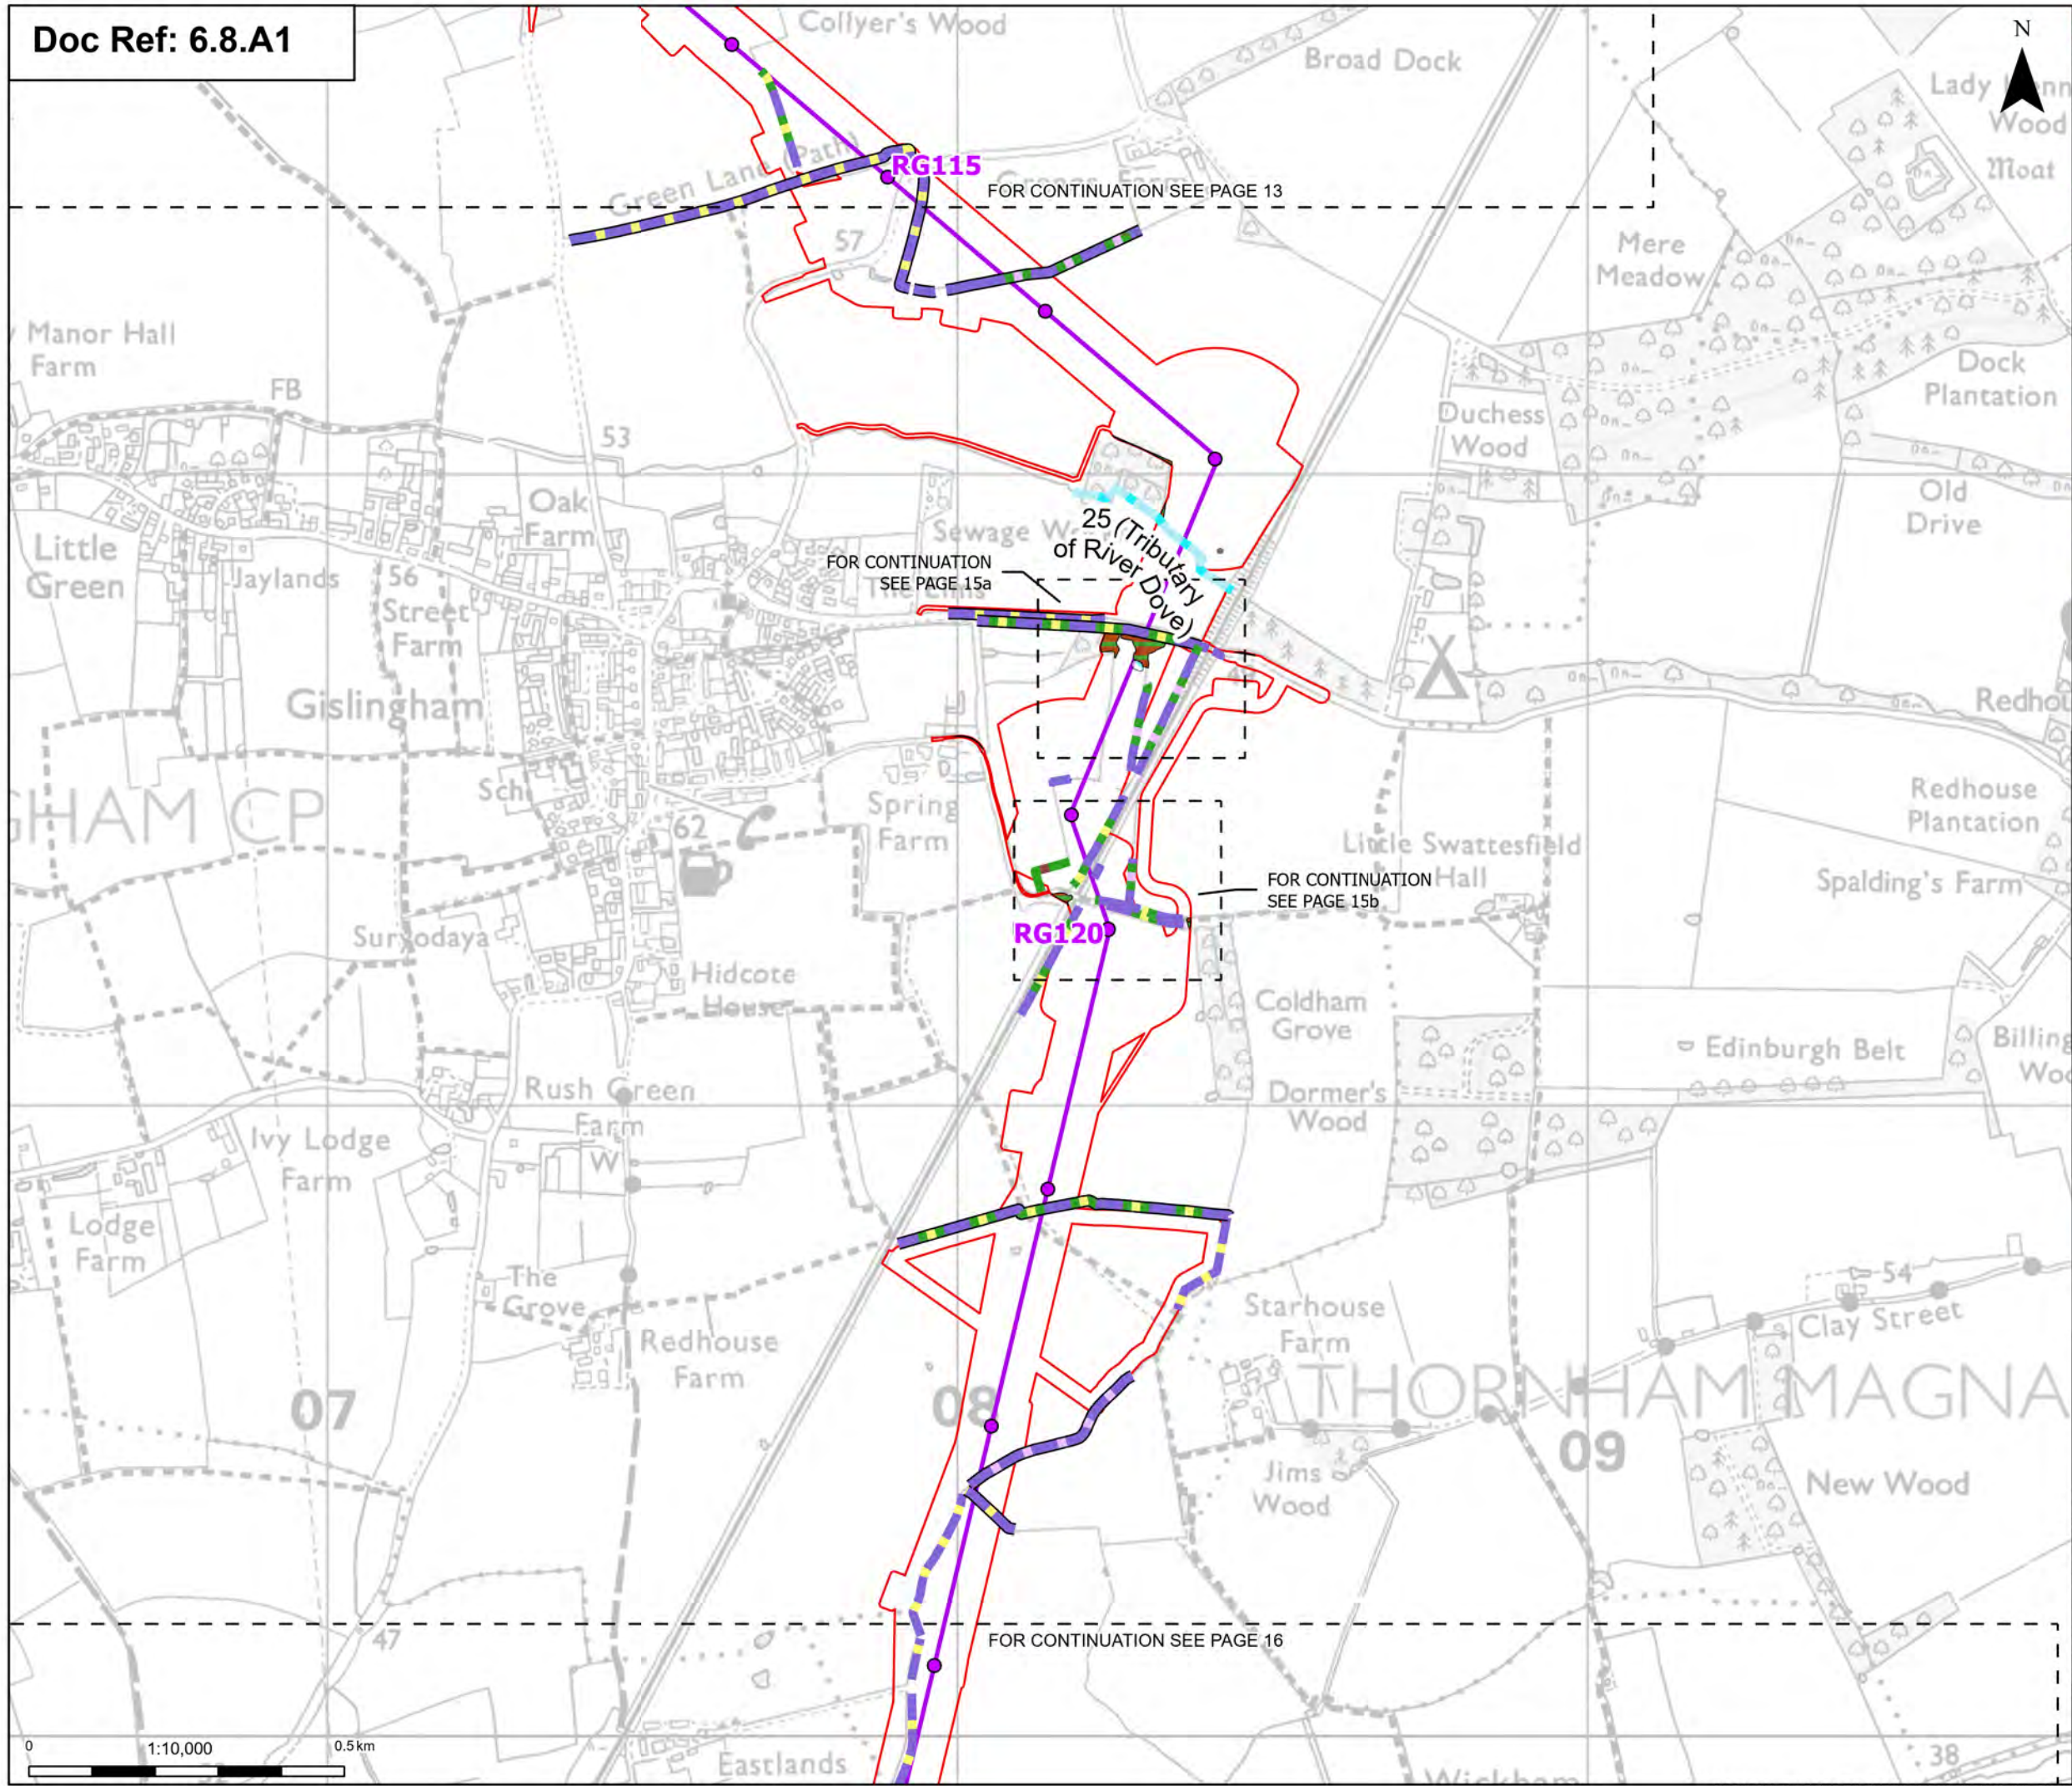 Doc Ref: 6.8.A1
N
Collyer's Wood
Broad Dock
Wood
Moat
RG115
Green Lane (Path)
FOR CONTINUATION SEE PAGE 13
57
Mere
Meadow
Manor Hall
Farm
FB
Dock
Plantation
Duchess
Wood
53
Oak
Farm
Old
Drive
Sewage
25 (Tributary
of River Dove)
FOR CONTINUATION
SEE PAGE 15a
Little
Green
Jaylands
56
Street
Farm
Gislingham
Spring
Farm
62
Redhouse
Plantation
Little Swattesfield
Hall
Spalding's Farm
FOR CONTINUATION
SEE PAGE 15b
RG120
Suryodaya
Hidcote
House
Coldham
Grove
Edinburgh Belt
Rush Green
Farm
W
Dormer's
Wood
Ivy Lodge
Farm
Lodge
Farm
The
Grove
Redhouse
Farm
Starhouse
Farm
54
Clay Street
THORNHAM MAGNA
07
08
09
Jims
Wood
New Wood
47
FOR CONTINUATION SEE PAGE 16
0
1:10,000
0.5 km
Eastlands
38